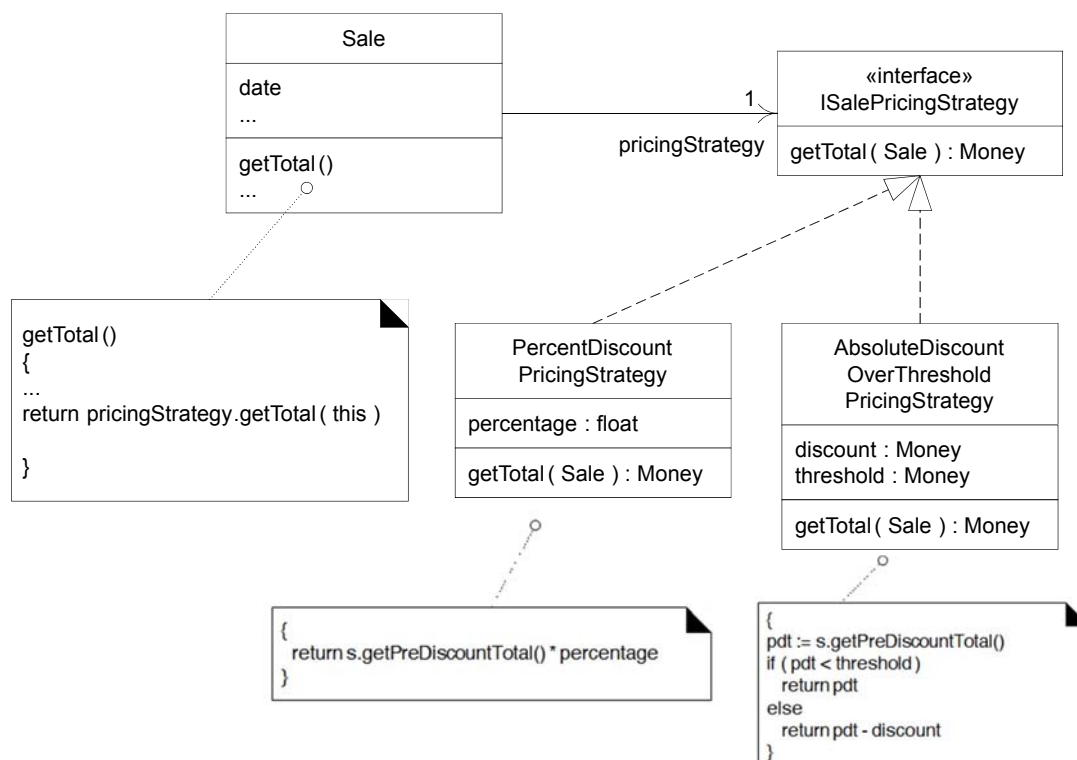 Sale
date
...
getTotal()
...
«interface»
ISalePricingStrategy
getTotal( Sale ) : Money
1
pricingStrategy
getTotal()
{
...
return pricingStrategy.getTotal( this )
}
PercentDiscount
PricingStrategy
percentage : float
getTotal( Sale ) : Money
AbsoluteDiscount
OverThreshold
PricingStrategy
discount : Money
threshold : Money
getTotal( Sale ) : Money
{
return s.getPreDiscountTotal() * percentage
}
{
pdt := s.getPreDiscountTotal()
if ( pdt < threshold )
return pdt
else
return pdt - discount
}